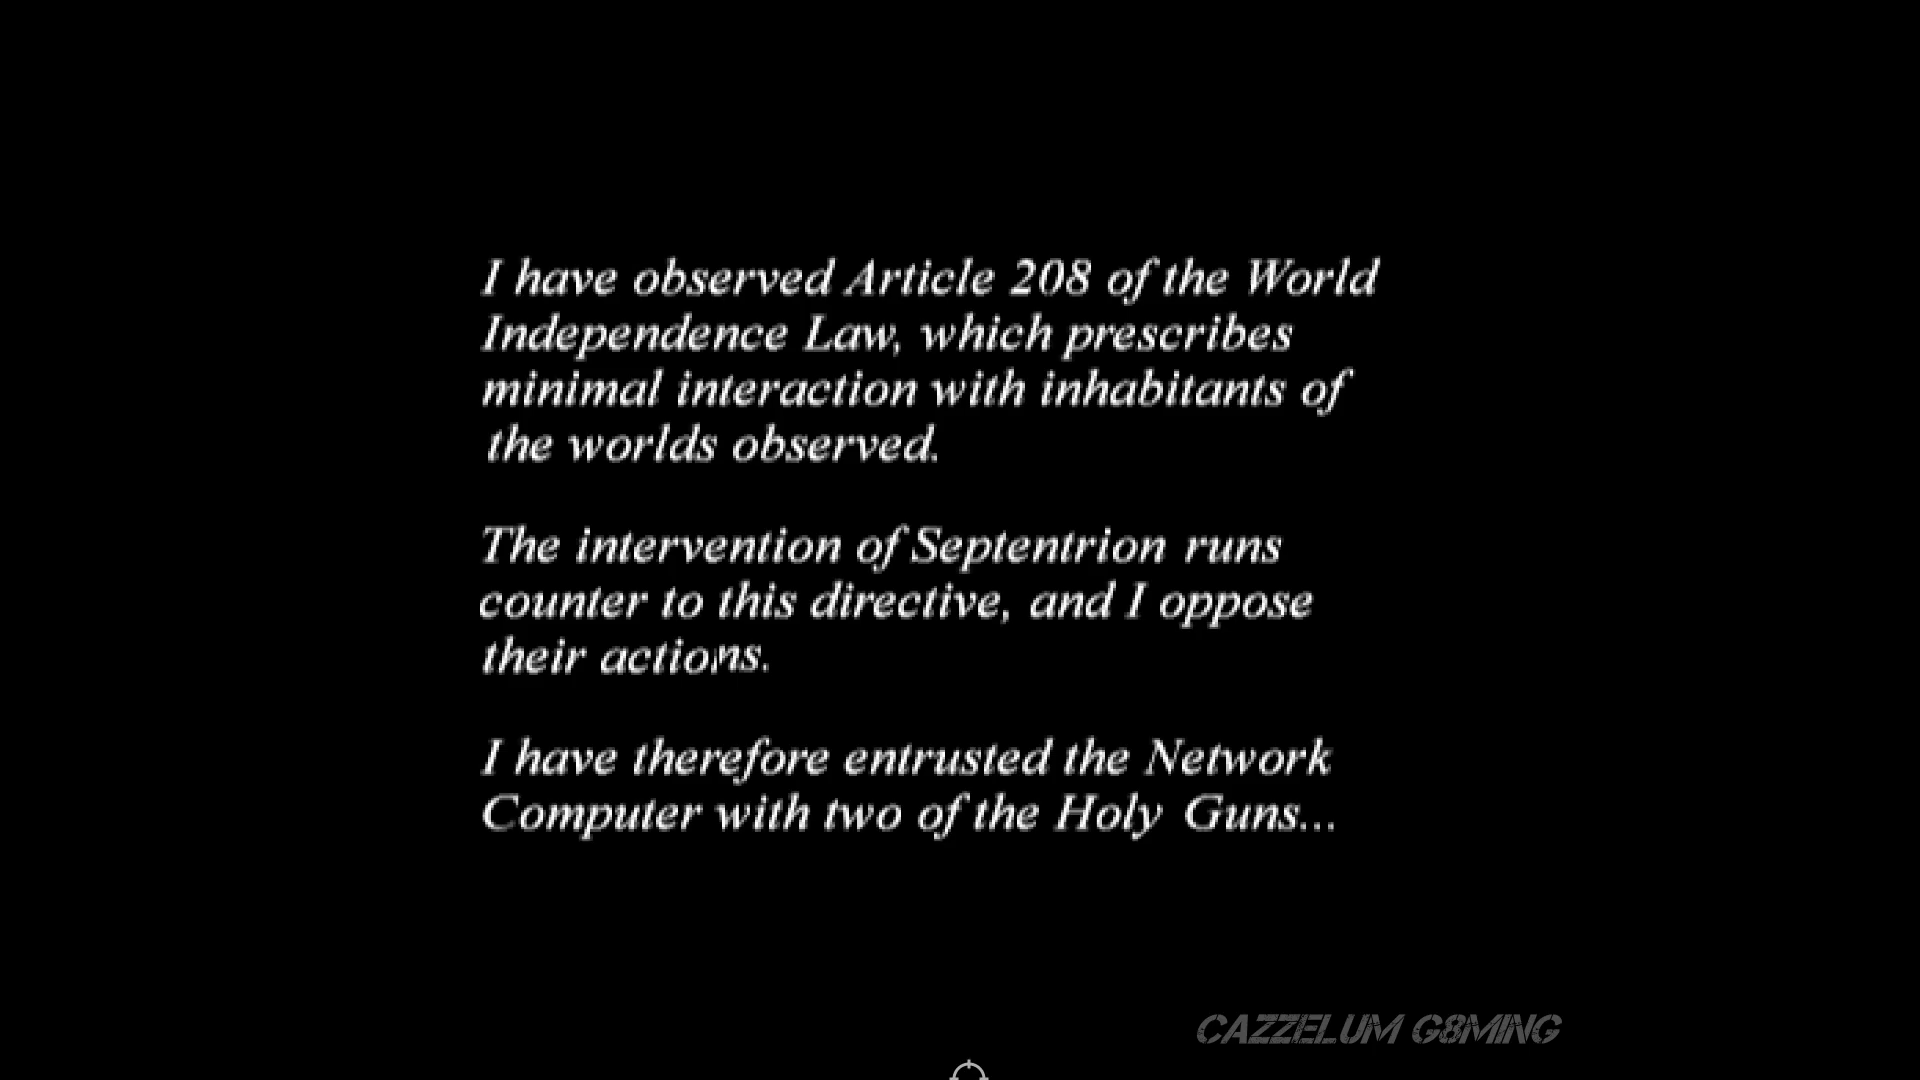 I have observed Article 208 of the World
Independence Law, which prescribes
minimal interaction with inhabitants of
the worlds observed.
The intervention of Septentrion runs
counter to this directive, and I oppose
their actions.
I have therefore entrusted the Network
Computer with two of the Holy Guns...
CAZZELUM G8MING